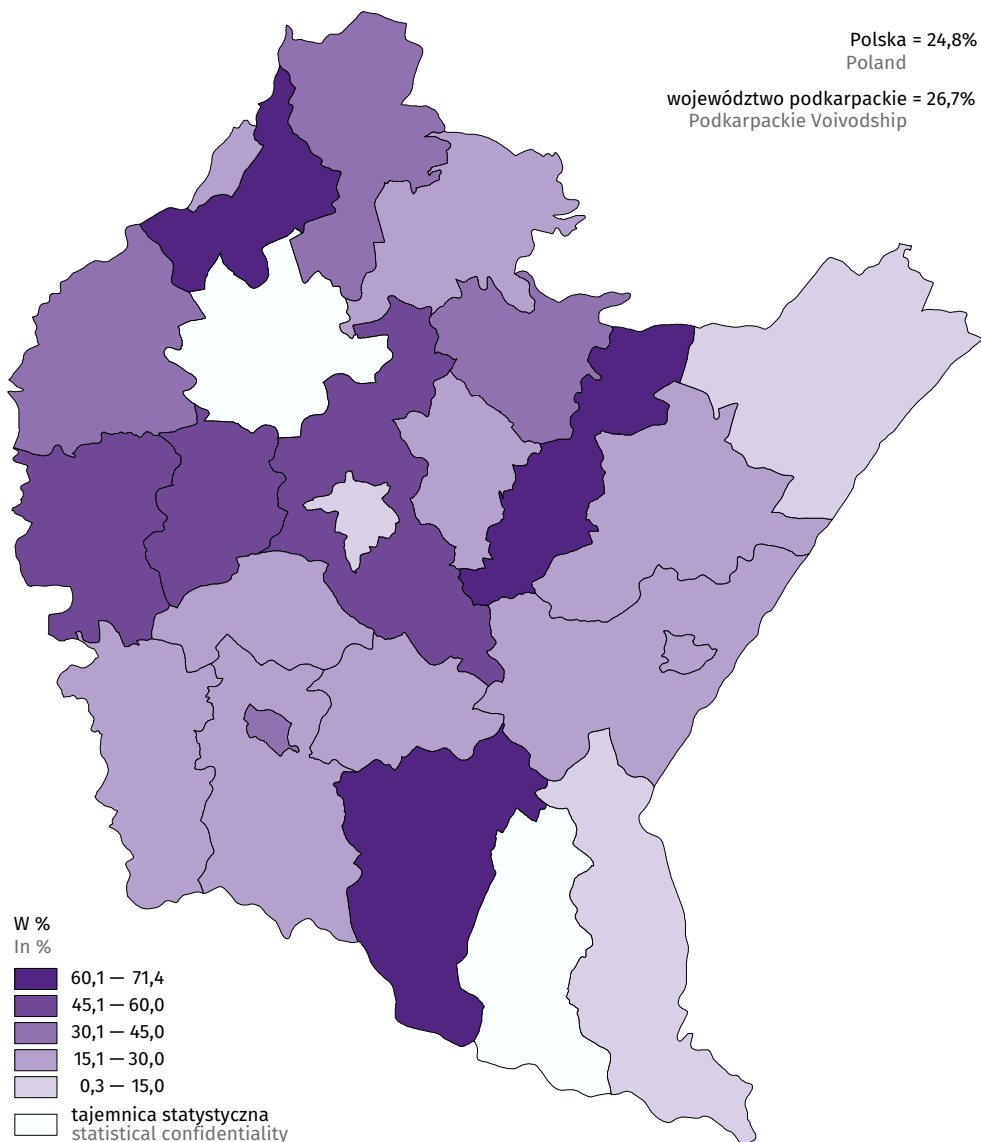 Polska = 24,8%
Poland
województwo podkarpackie = 26,7%
Podkarpackie Voivodship
W %
In %
60,1 — 71,4
45,1 — 60,0
30,1 — 45,0
15,1 — 30,0
0,3 — 15,0
tajemnica statystyczna
statistical confidentiality